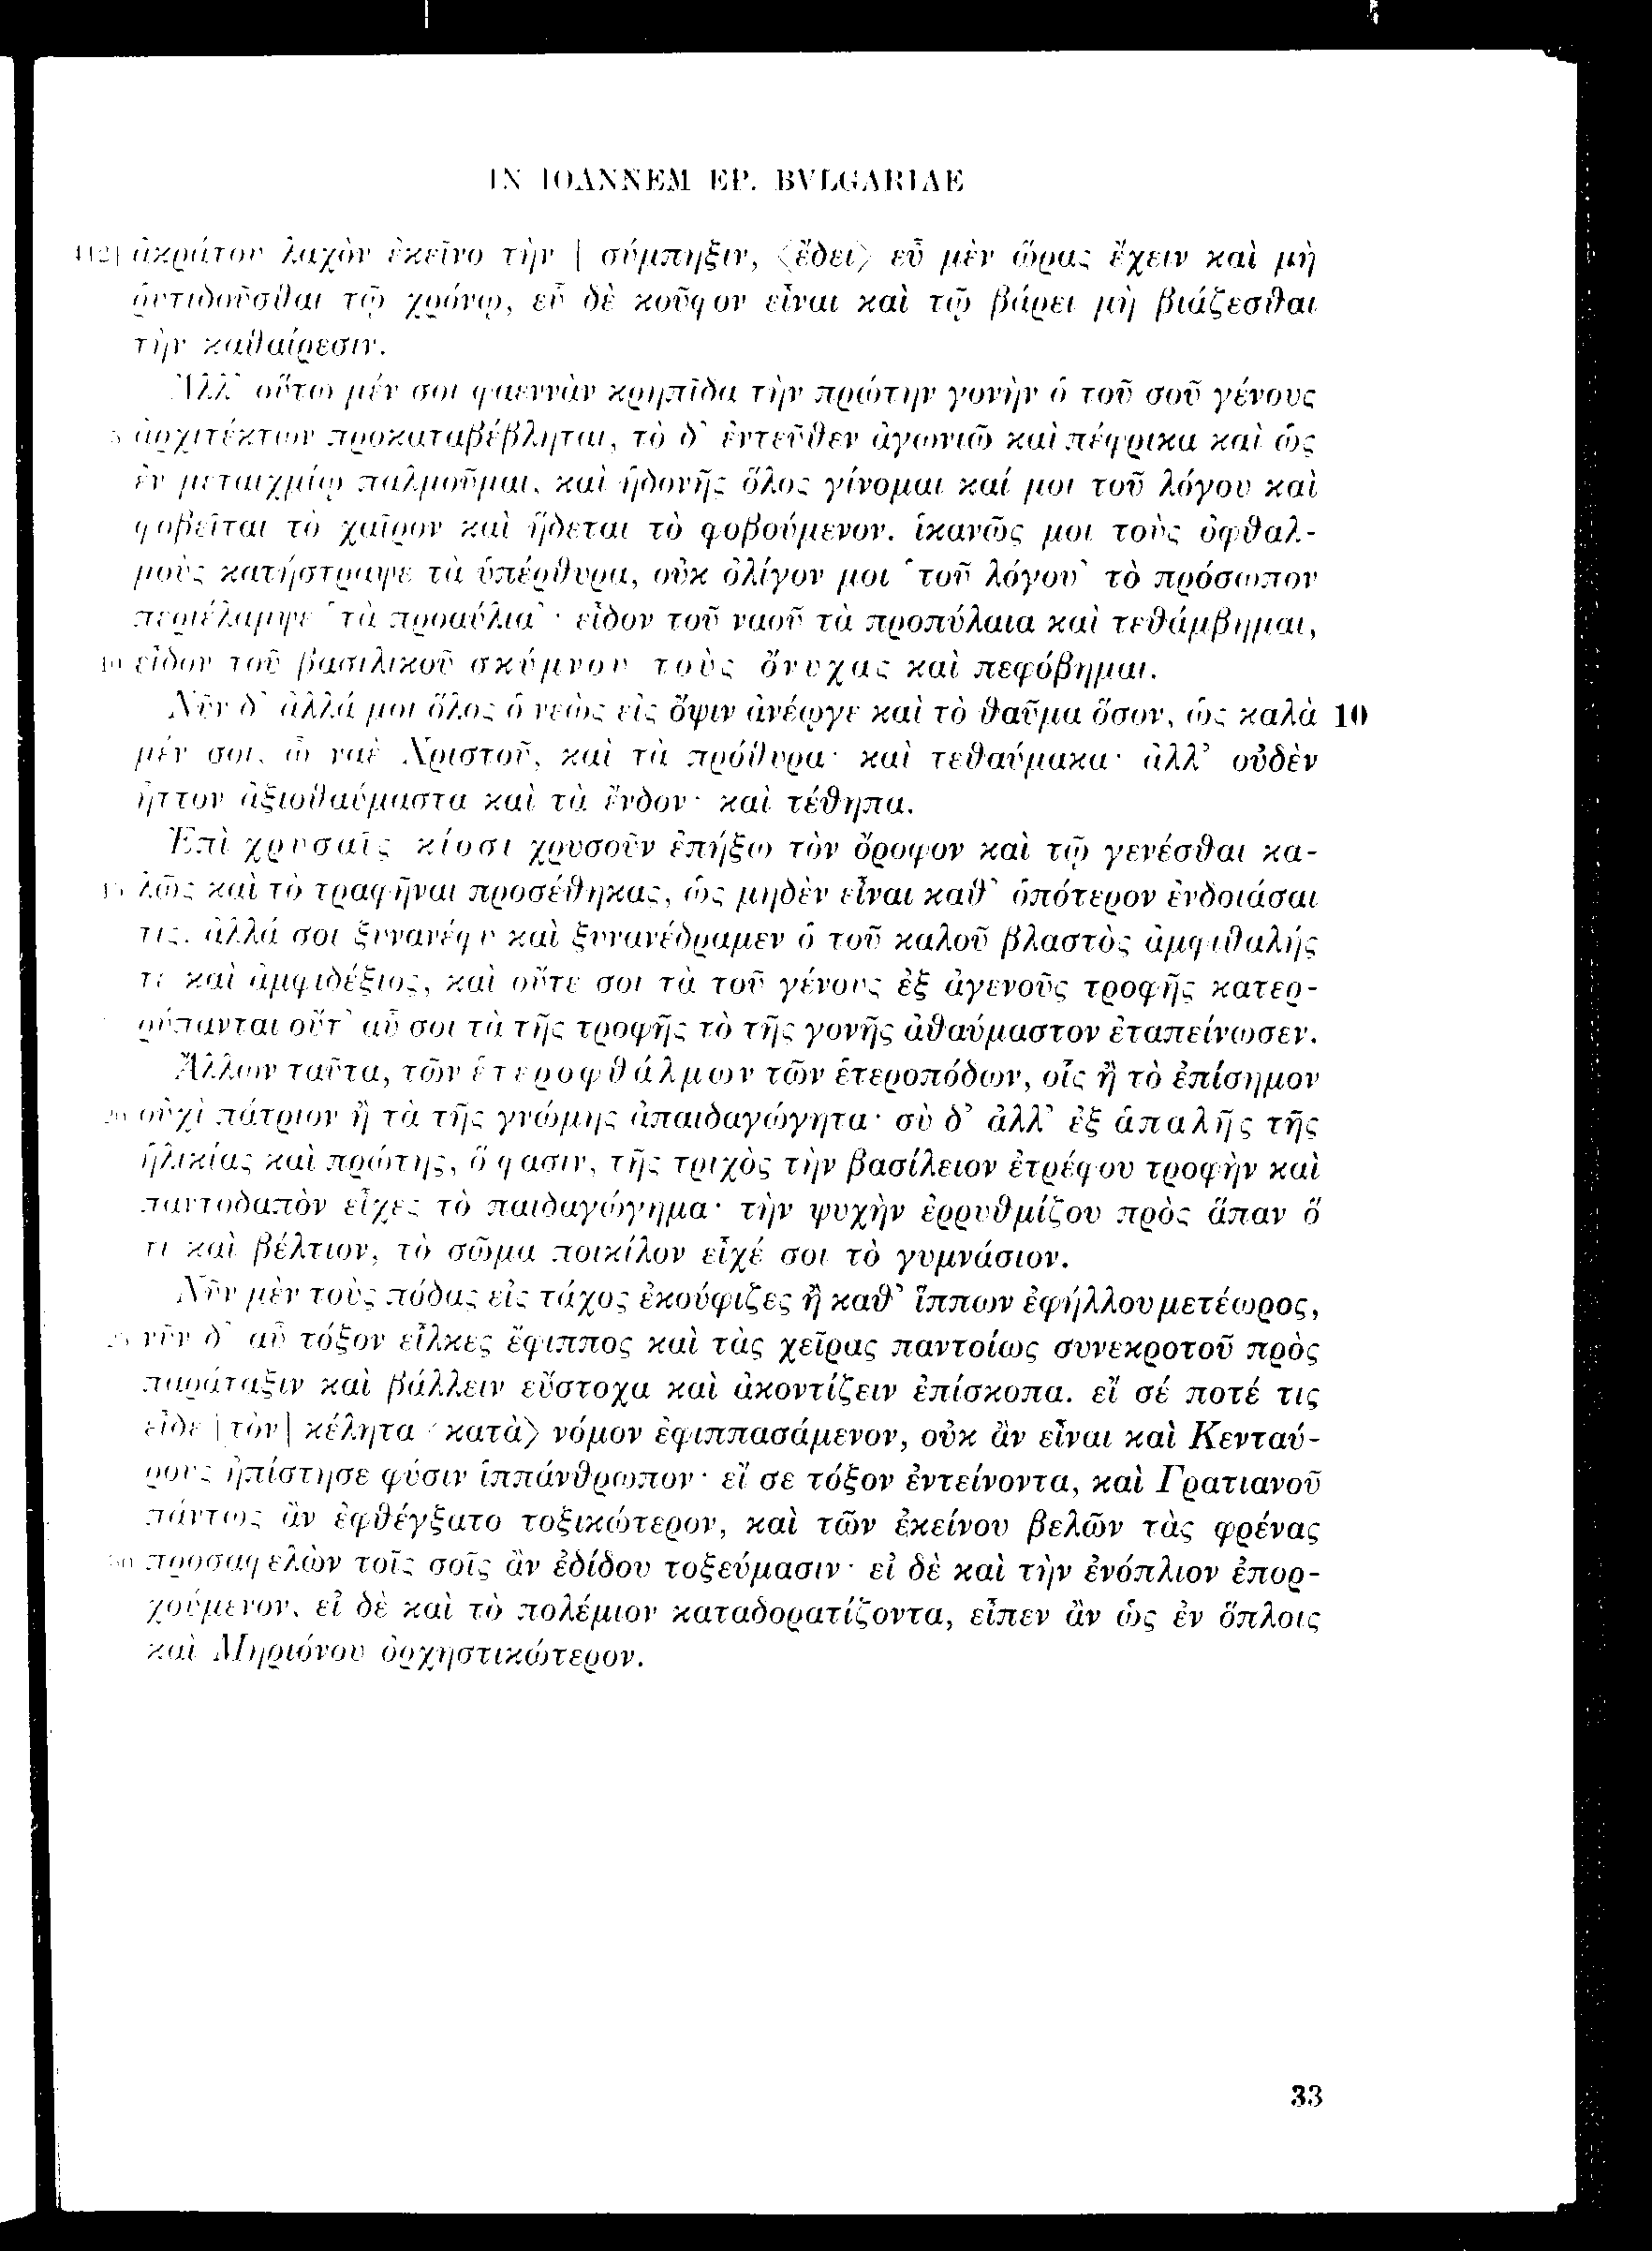 IN IOANNEM EP. BVLGARIAE
112| ἀκράτου λαχὸν ἐκεῖνο τὴν | σύμπηξιν, 〈ἔδει〉 εὖ μὲν ὥρας ἔχειν καὶ μὴ
ῥυτιδοῦσθαι τῷ χρόνῳ, εὖ δὲ κοῦφον εἶναι καὶ τῷ βάρει μὴ βιάζεσθαι
τὴν καθαίρεσιν.
Ἀλλ' οὕτω μέν σοι φαεννὰν κρηπῖδα τὴν πρώτην γονὴν ὁ τοῦ σοῦ γένους
5 ἀρχιτέκτων προκαταβέβληται, τὸ δ' ἐντεῦθεν ἀγωνιῶ καὶ πέφρικα καὶ ὡς
ἐν μεταιχμίῳ παλμοῦμαι, καὶ ἡδονῆς ὅλος γίνομαι καί μοι τοῦ λόγου καὶ
φοβεῖται τὸ χαῖρον καὶ ἥδεται τὸ φοβούμενον. ἱκανῶς μοι τοὺς ὀφθαλ-
μοὺς κατήστραψε τὰ ὑπέρθυρα, οὐκ ὀλίγον μοι 'τοῦ λόγου' τὸ πρόσωπον
περιέλαμψε 'τὰ προαύλια'· εἶδον τοῦ ναοῦ τὰ προπύλαια καὶ τεθάμβημαι,
10 εἶδον τοῦ βασιλικοῦ σκύμνου τοὺς ὄνυχας καὶ πεφόβημαι.
Νῦν δ' ἀλλά μοι ὅλος ὁ νεὼς εἰς ὄψιν ἀνέῳγε καὶ τὸ θαῦμα ὅσον, ὡς καλὰ 10
μέν σοι, ὦ ναὲ Χριστοῦ, καὶ τὰ πρόθυρα· καὶ τεθαύμακα· ἀλλ' οὐδὲν
ἧττον ἀξιοθαύμαστα καὶ τὰ ἔνδον· καὶ τέθηπα.
Ἐπὶ χρυσαῖς κίοσι χρυσοῦν ἐπήξω τὸν ὄροφον καὶ τῷ γενέσθαι κα-
15 λῶς καὶ τὸ τραφῆναι προσέθηκας, ὡς μηδὲν εἶναι καθ' ὁπότερον ἐνδοιάσαι
τις. ἀλλά σοι ξυνανέφυ καὶ ξυνανέδραμεν ὁ τοῦ καλοῦ βλαστὸς ἀμφιθαλής
τε καὶ ἀμφιδέξιος, καὶ οὔτε σοι τὰ τοῦ γένους ἐξ ἀγενοῦς τροφῆς κατερ-
ρύπανται οὔτ' αὖ σοι τὰ τῆς τροφῆς τὸ τῆς γονῆς ἀθαύμαστον ἐταπείνωσεν.
Ἄλλων ταῦτα, τῶν ἑτεροφθάλμων τῶν ἑτεροπόδων, οἷς ἢ τὸ ἐπίσημον
20 οὐχὶ πάτριον ἢ τὰ τῆς γνώμης ἀπαιδαγώγητα· σὺ δ' ἀλλ' ἐξ ἁπαλῆς τῆς
ἡλικίας καὶ πρώτης, ὅ φασιν, τῆς τριχὸς τὴν βασίλειον ἐτρέφου τροφὴν καὶ
παντοδαπὸν εἶχες τὸ παιδαγώγημα· τὴν ψυχὴν ἐρρυθμίζου πρὸς ἅπαν ὅ
τι καὶ βέλτιον, τὸ σῶμα ποικίλον εἶχέ σοι τὸ γυμνάσιον.
Νῦν μὲν τοὺς πόδας εἰς τάχος ἐκούφιζες ἢ καθ' ἵππων ἐφήλλου μετέωρος,
25 νῦν δ' αὖ τόξον εἷλκες ἔφιππος καὶ τὰς χεῖρας παντοίως συνεκροτοῦ πρὸς
παράταξιν καὶ βάλλειν εὔστοχα καὶ ἀκοντίζειν ἐπίσκοπα. εἴ σέ ποτέ τις
εἶδε [τὸν] κέλητα 〈κατὰ〉 νόμον ἐφιππασάμενον, οὐκ ἂν εἶναι καὶ Κενταύ-
ρους ἠπίστησε φύσιν ἱππάνθρωπον· εἴ σε τόξον ἐντείνοντα, καὶ Γρατιανοῦ
πάντως ἂν ἐφθέγξατο τοξικώτερον, καὶ τῶν ἐκείνου βελῶν τὰς φρένας
30 προσαφελὼν τοῖς σοῖς ἂν ἐδίδου τοξεύμασιν· εἰ δὲ καὶ τὴν ἐνόπλιον ἐπορ-
χούμενον, εἰ δὲ καὶ τὸ πολέμιον καταδορατίζοντα, εἶπεν ἂν ὡς ἐν ὅπλοις
καὶ Μηριόνου ὀρχηστικώτερον.
33